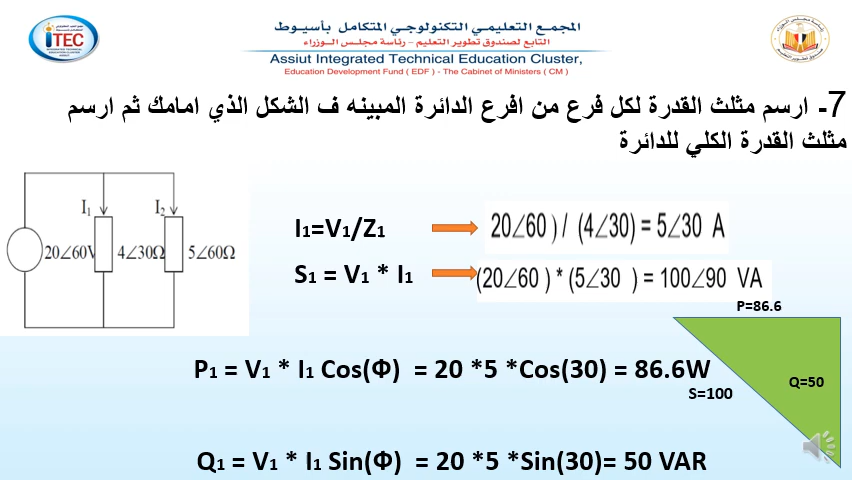 المجمع التعليمي التكنولوجي المتكامل بأسيوط
التابع لصندوق تطوير التعليم – رئاسة مجلس الوزراء
Assiut Integrated Technical Education Cluster,
Education Development Fund ( EDF ) - The Cabinet of Ministers ( CM )
iTEC
7- ارسم مثلث القدرة لكل فرع من افرع الدائرة المبينه ف الشكل الذي امامك ثم ارسم
مثلث القدرة الكلي للدائرة
I₁ I₂
20∠60V 4∠30Ω 5∠60Ω
I₁=V₁/Z₁ 20∠60 ) / (4∠30) = 5∠30 A
S₁ = V₁ * I₁ (20∠60 ) * (5∠30 ) = 100∠90 VA
P=86.6
Q=50
S=100
P₁ = V₁ * I₁ Cos(Φ) = 20 *5 *Cos(30) = 86.6W
Q₁ = V₁ * I₁ Sin(Φ) = 20 *5 *Sin(30)= 50 VAR